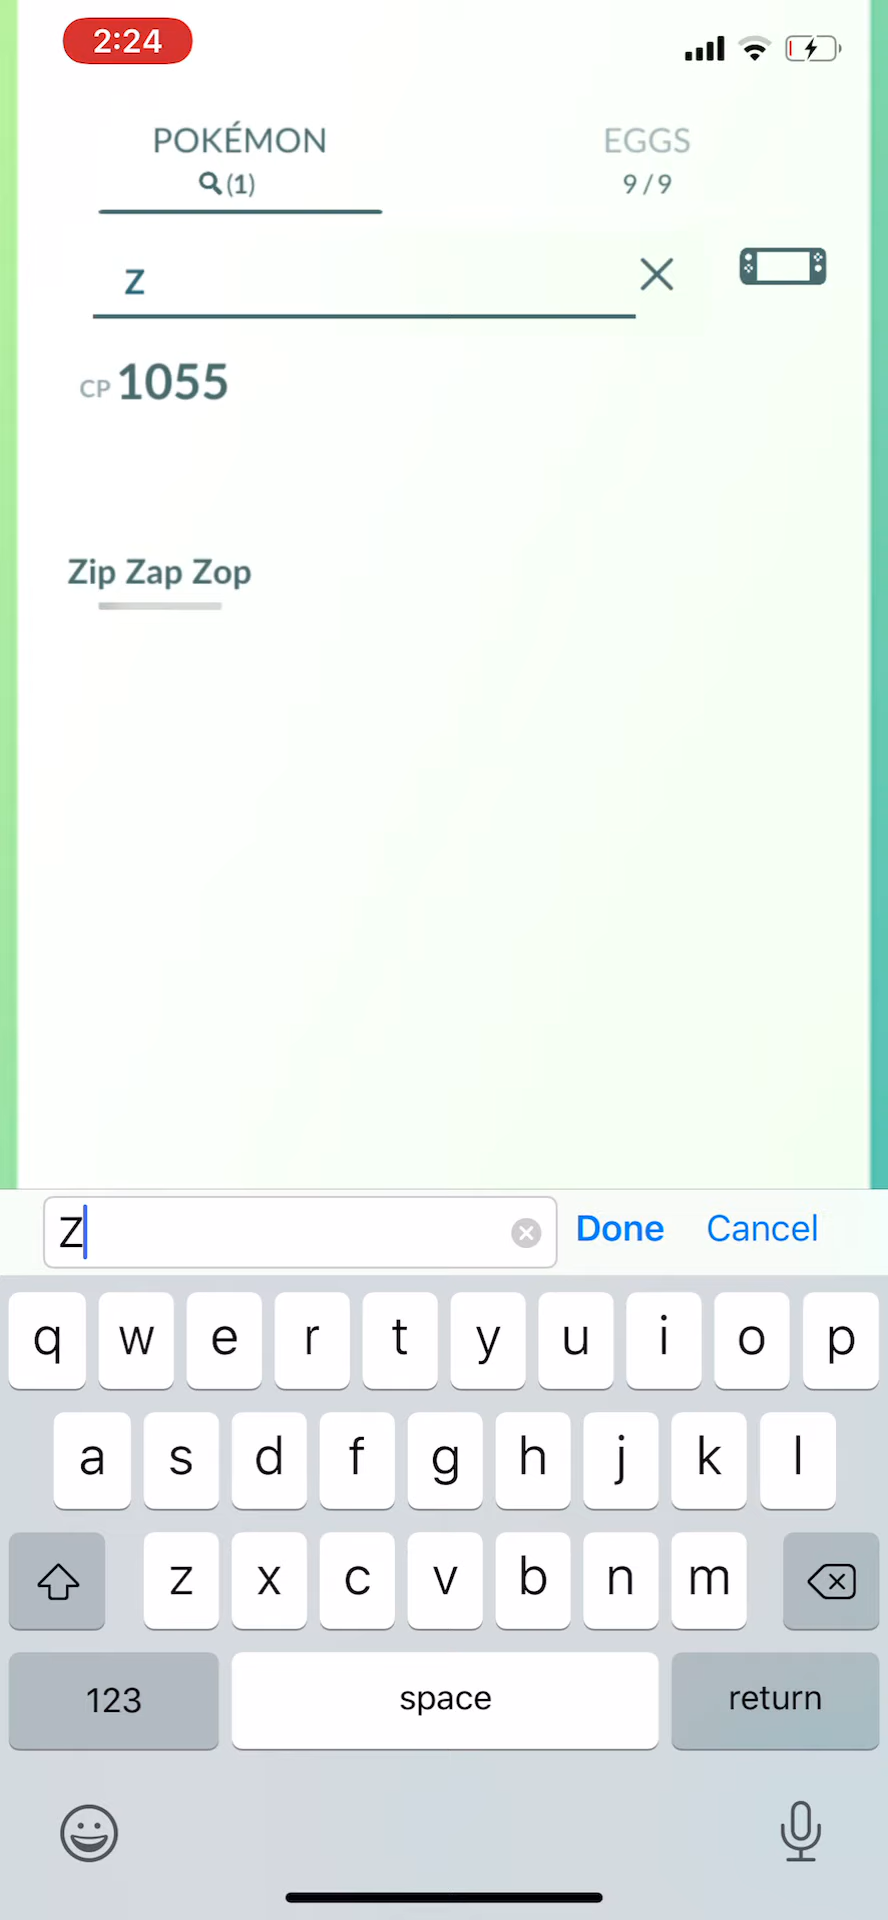 2:24
POKÉMON
EGGS
(1)
9 / 9
Z
CP 1055
Zip Zap Zop
Z
Done
Cancel
q w e r t y u i o p
a s d f g h j k l
z x c v b n m
123
space
return